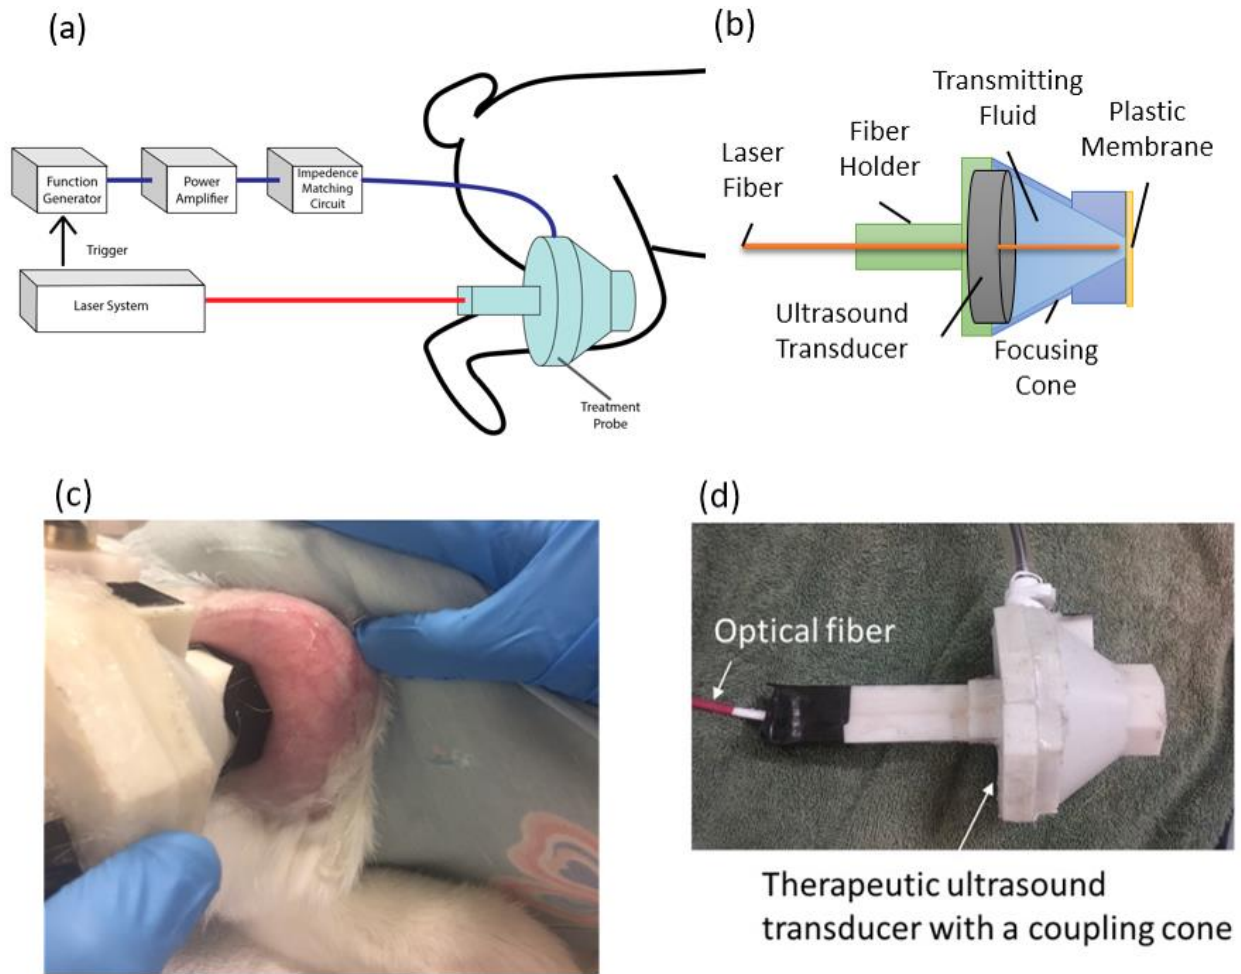 (a)
Function
Generator
Power
Amplifier
Impedence
Matching
Circuit
Trigger
Laser System
Treatment
Probe
(b)
Laser
Fiber
Fiber
Holder
Transmitting
Fluid
Plastic
Membrane
Ultrasound
Transducer
Focusing
Cone
(c)
(d)
Optical fiber
Therapeutic ultrasound
transducer with a coupling cone